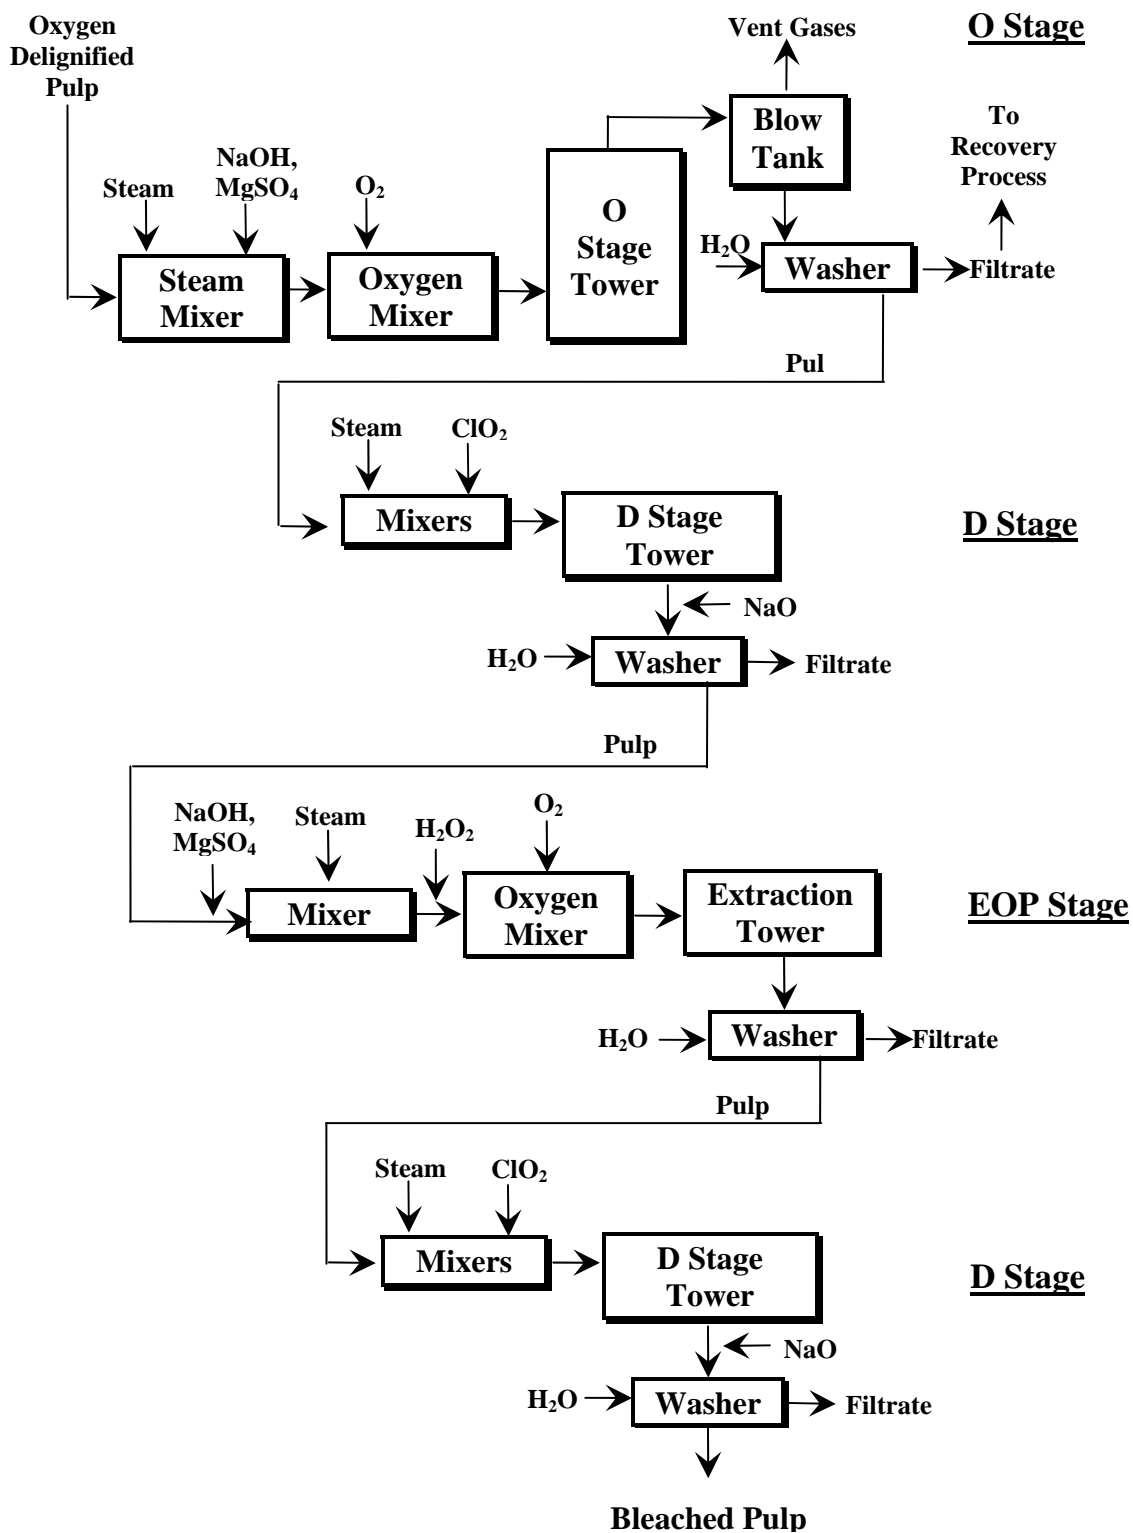 Oxygen
Delignified
Pulp
Vent Gases
O Stage
Blow
Tank
To
Recovery
Process
NaOH,
MgSO₄
Steam
O₂
O
Stage
Tower
H₂O
Washer
Filtrate
Steam
Mixer
Oxygen
Mixer
Pul
Steam
ClO₂
Mixers
D Stage
Tower
D Stage
NaO
H₂O
Washer
Filtrate
Pulp
NaOH,
MgSO₄
Steam
H₂O₂
O₂
Mixer
Oxygen
Mixer
Extraction
Tower
EOP Stage
H₂O
Washer
Filtrate
Pulp
Steam
ClO₂
Mixers
D Stage
Tower
D Stage
NaO
H₂O
Washer
Filtrate
Bleached Pulp